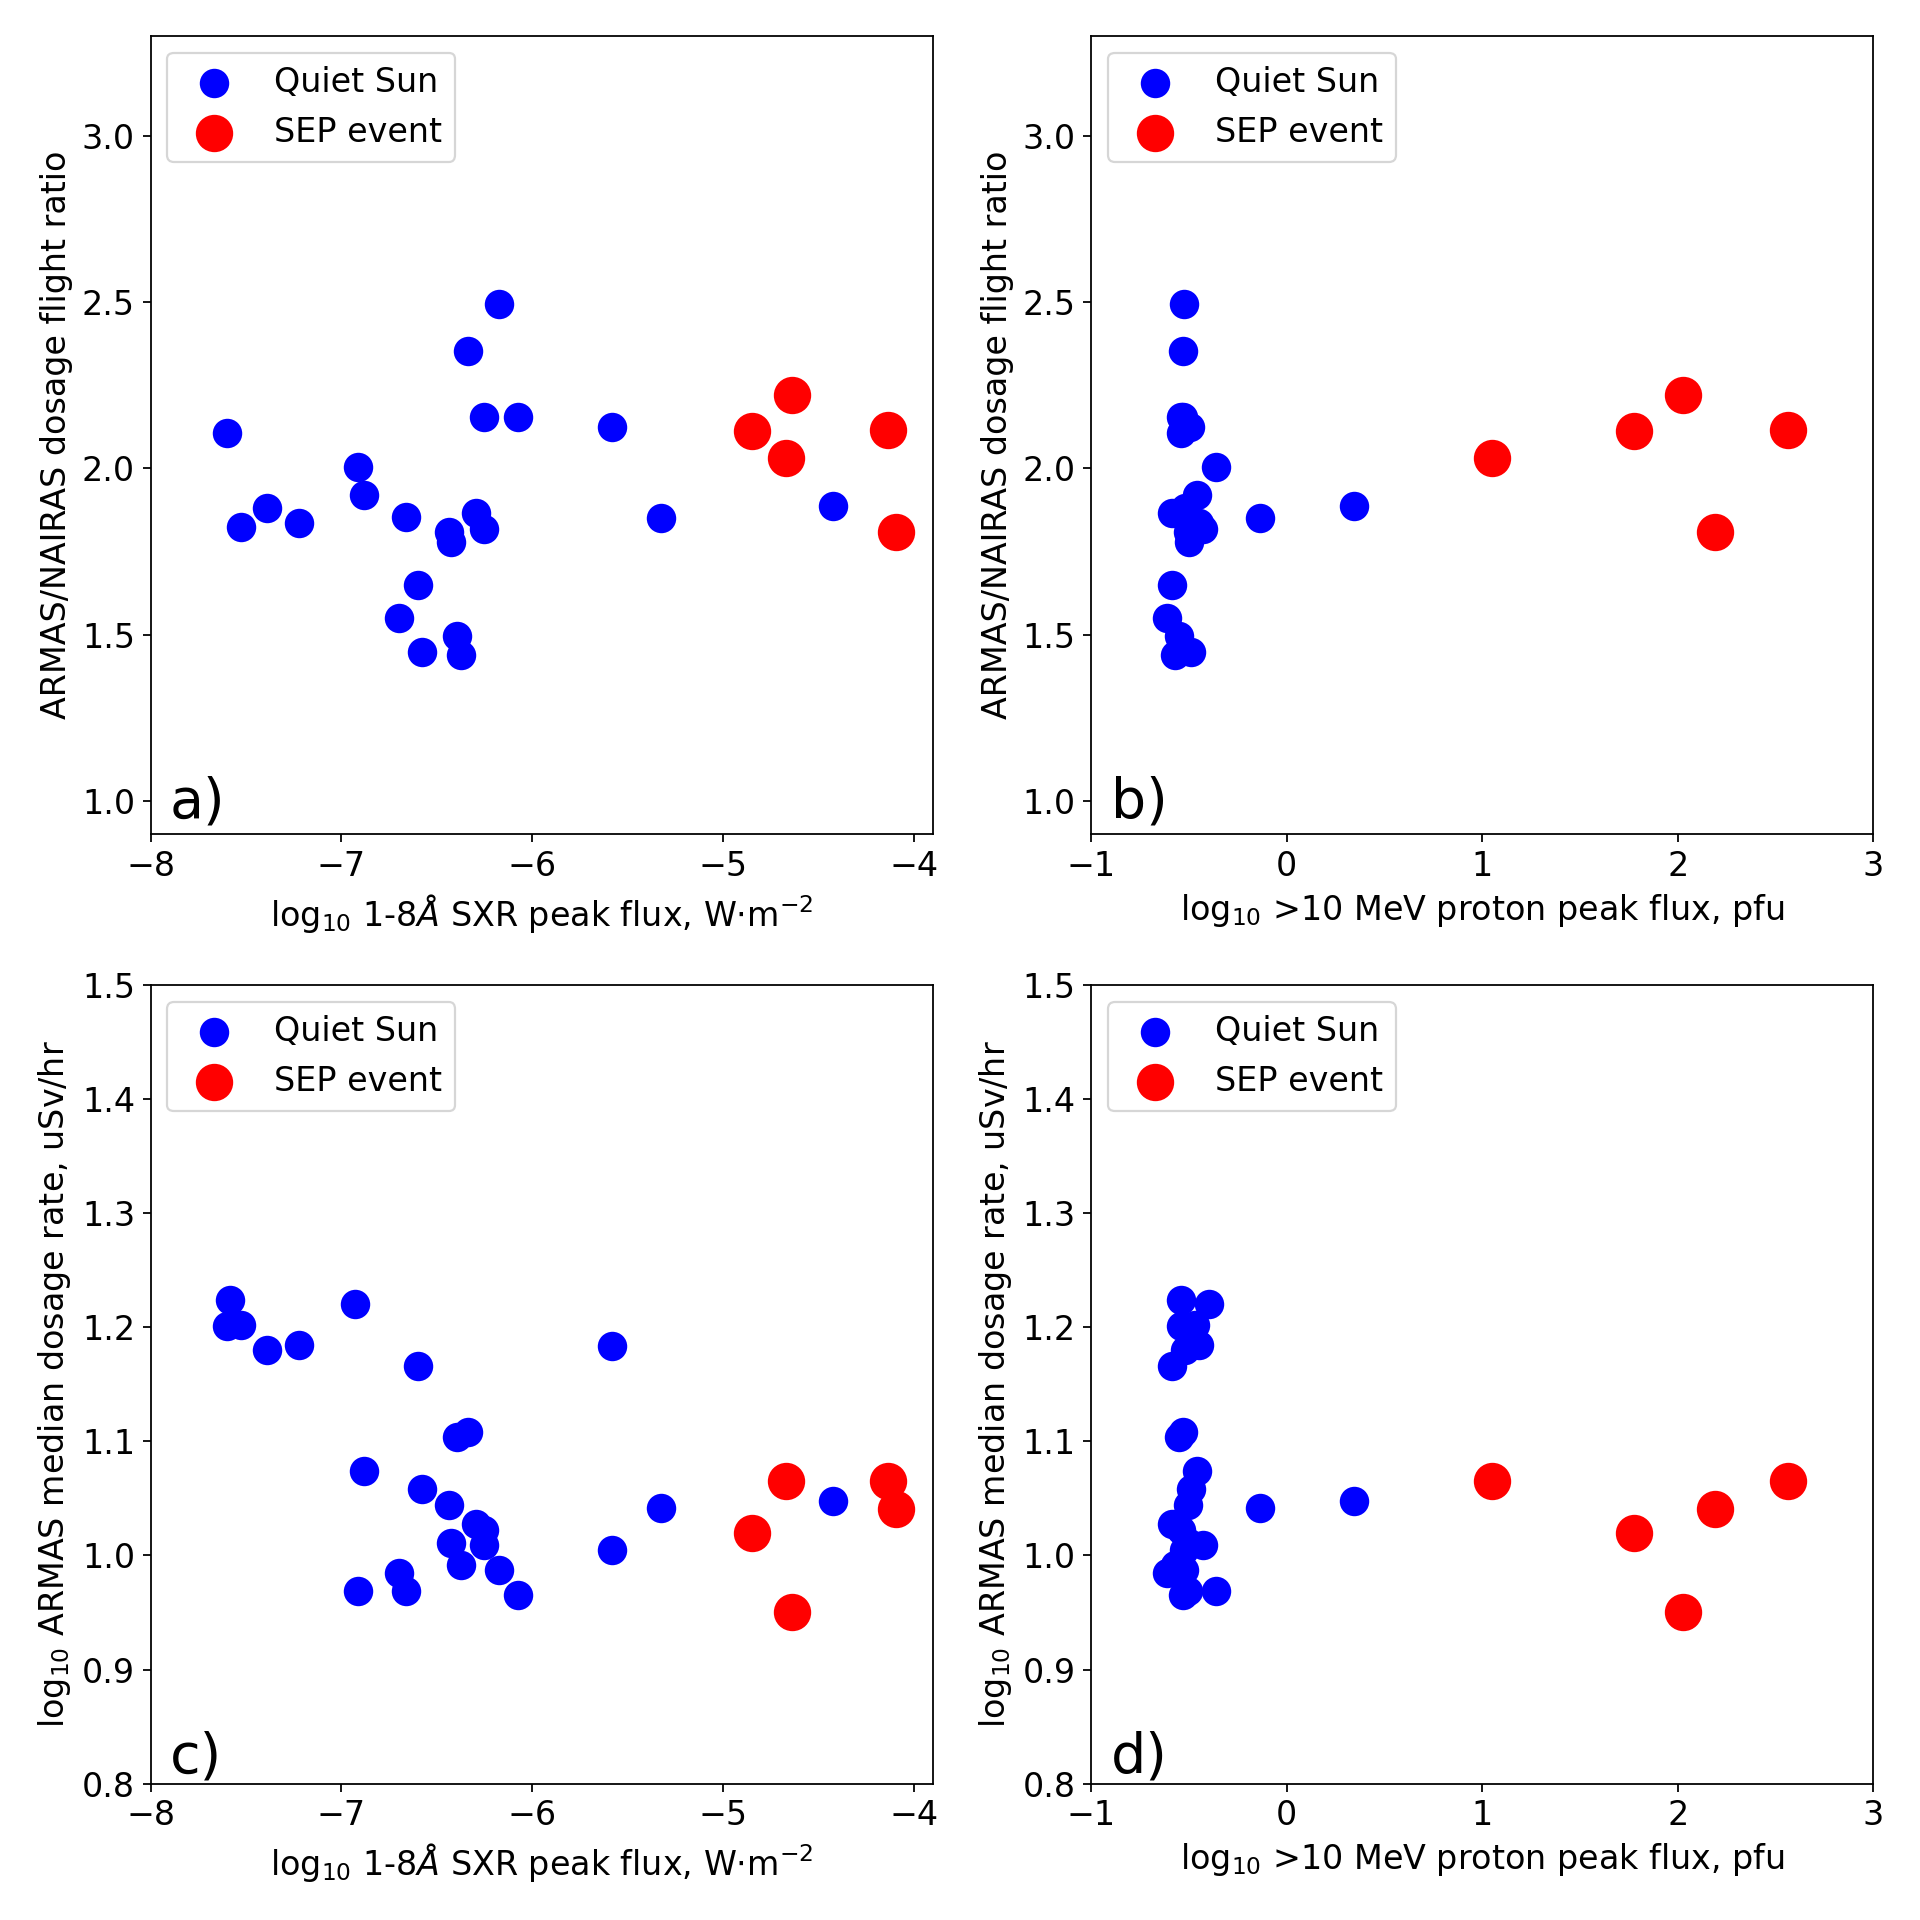 Quiet Sun
SEP event
ARMAS/NAIRAS dosage flight ratio
3.0
2.5
2.0
1.5
1.0
a)
−8 −7 −6 −5 −4
log₁₀ 1-8Å SXR peak flux, W·m⁻²
Quiet Sun
SEP event
ARMAS/NAIRAS dosage flight ratio
3.0
2.5
2.0
1.5
1.0
b)
−1 0 1 2 3
log₁₀ >10 MeV proton peak flux, pfu
Quiet Sun
SEP event
log₁₀ ARMAS median dosage rate, uSv/hr
1.5
1.4
1.3
1.2
1.1
1.0
0.9
0.8
c)
−8 −7 −6 −5 −4
log₁₀ 1-8Å SXR peak flux, W·m⁻²
Quiet Sun
SEP event
log₁₀ ARMAS median dosage rate, uSv/hr
1.5
1.4
1.3
1.2
1.1
1.0
0.9
0.8
d)
−1 0 1 2 3
log₁₀ >10 MeV proton peak flux, pfu